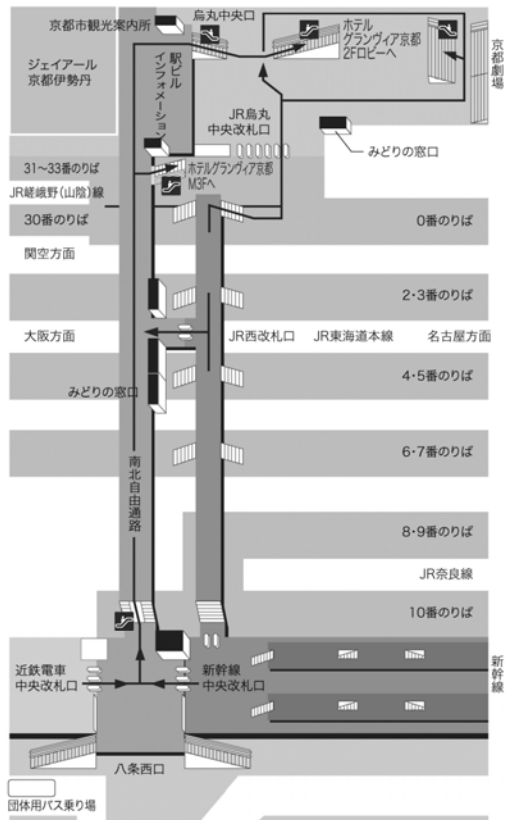 京都市観光案内所
烏丸中央口
ホテル
グランヴィア京都
2Fロビーへ
京都劇場
ジェイアール
京都伊勢丹
駅ビル
インフォメーション
JR烏丸
中央改札口
みどりの窓口
31〜33番のりば
ホテルグランヴィア京都
M3Fへ
JR嵯峨野(山陰)線
30番のりば
0番のりば
関空方面
2・3番のりば
大阪方面
JR西改札口
JR東海道本線
名古屋方面
4・5番のりば
みどりの窓口
6・7番のりば
南北自由通路
8・9番のりば
JR奈良線
10番のりば
近鉄電車
中央改札口
新幹線
中央改札口
新幹線
八条西口
団体用バス乗り場